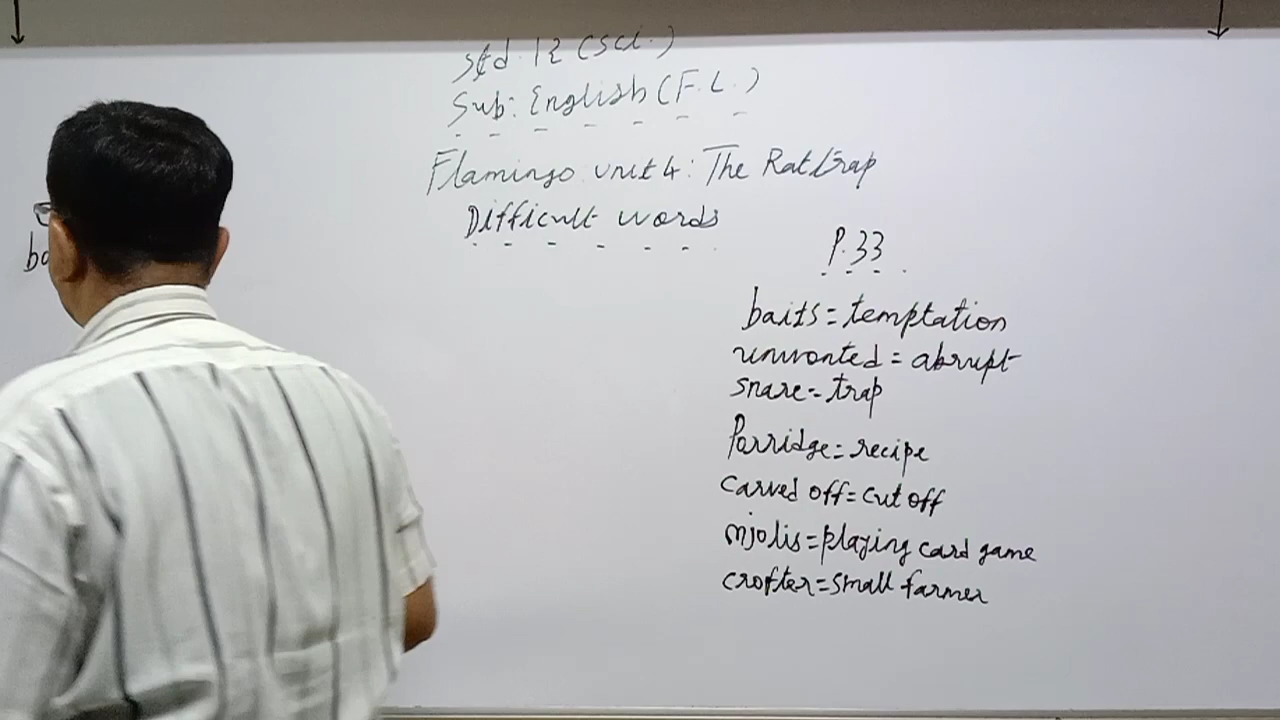 Std. 12 (Sci.)
Sub: English (F.L.)
Flamingo unit 4: The Rattrap
Difficult words
P. 33
baits = temptation
unwonted = abrupt
snare = trap
Porridge = recipe
Carved off = cut off
mjolis = playing card game
crofter = small farmer